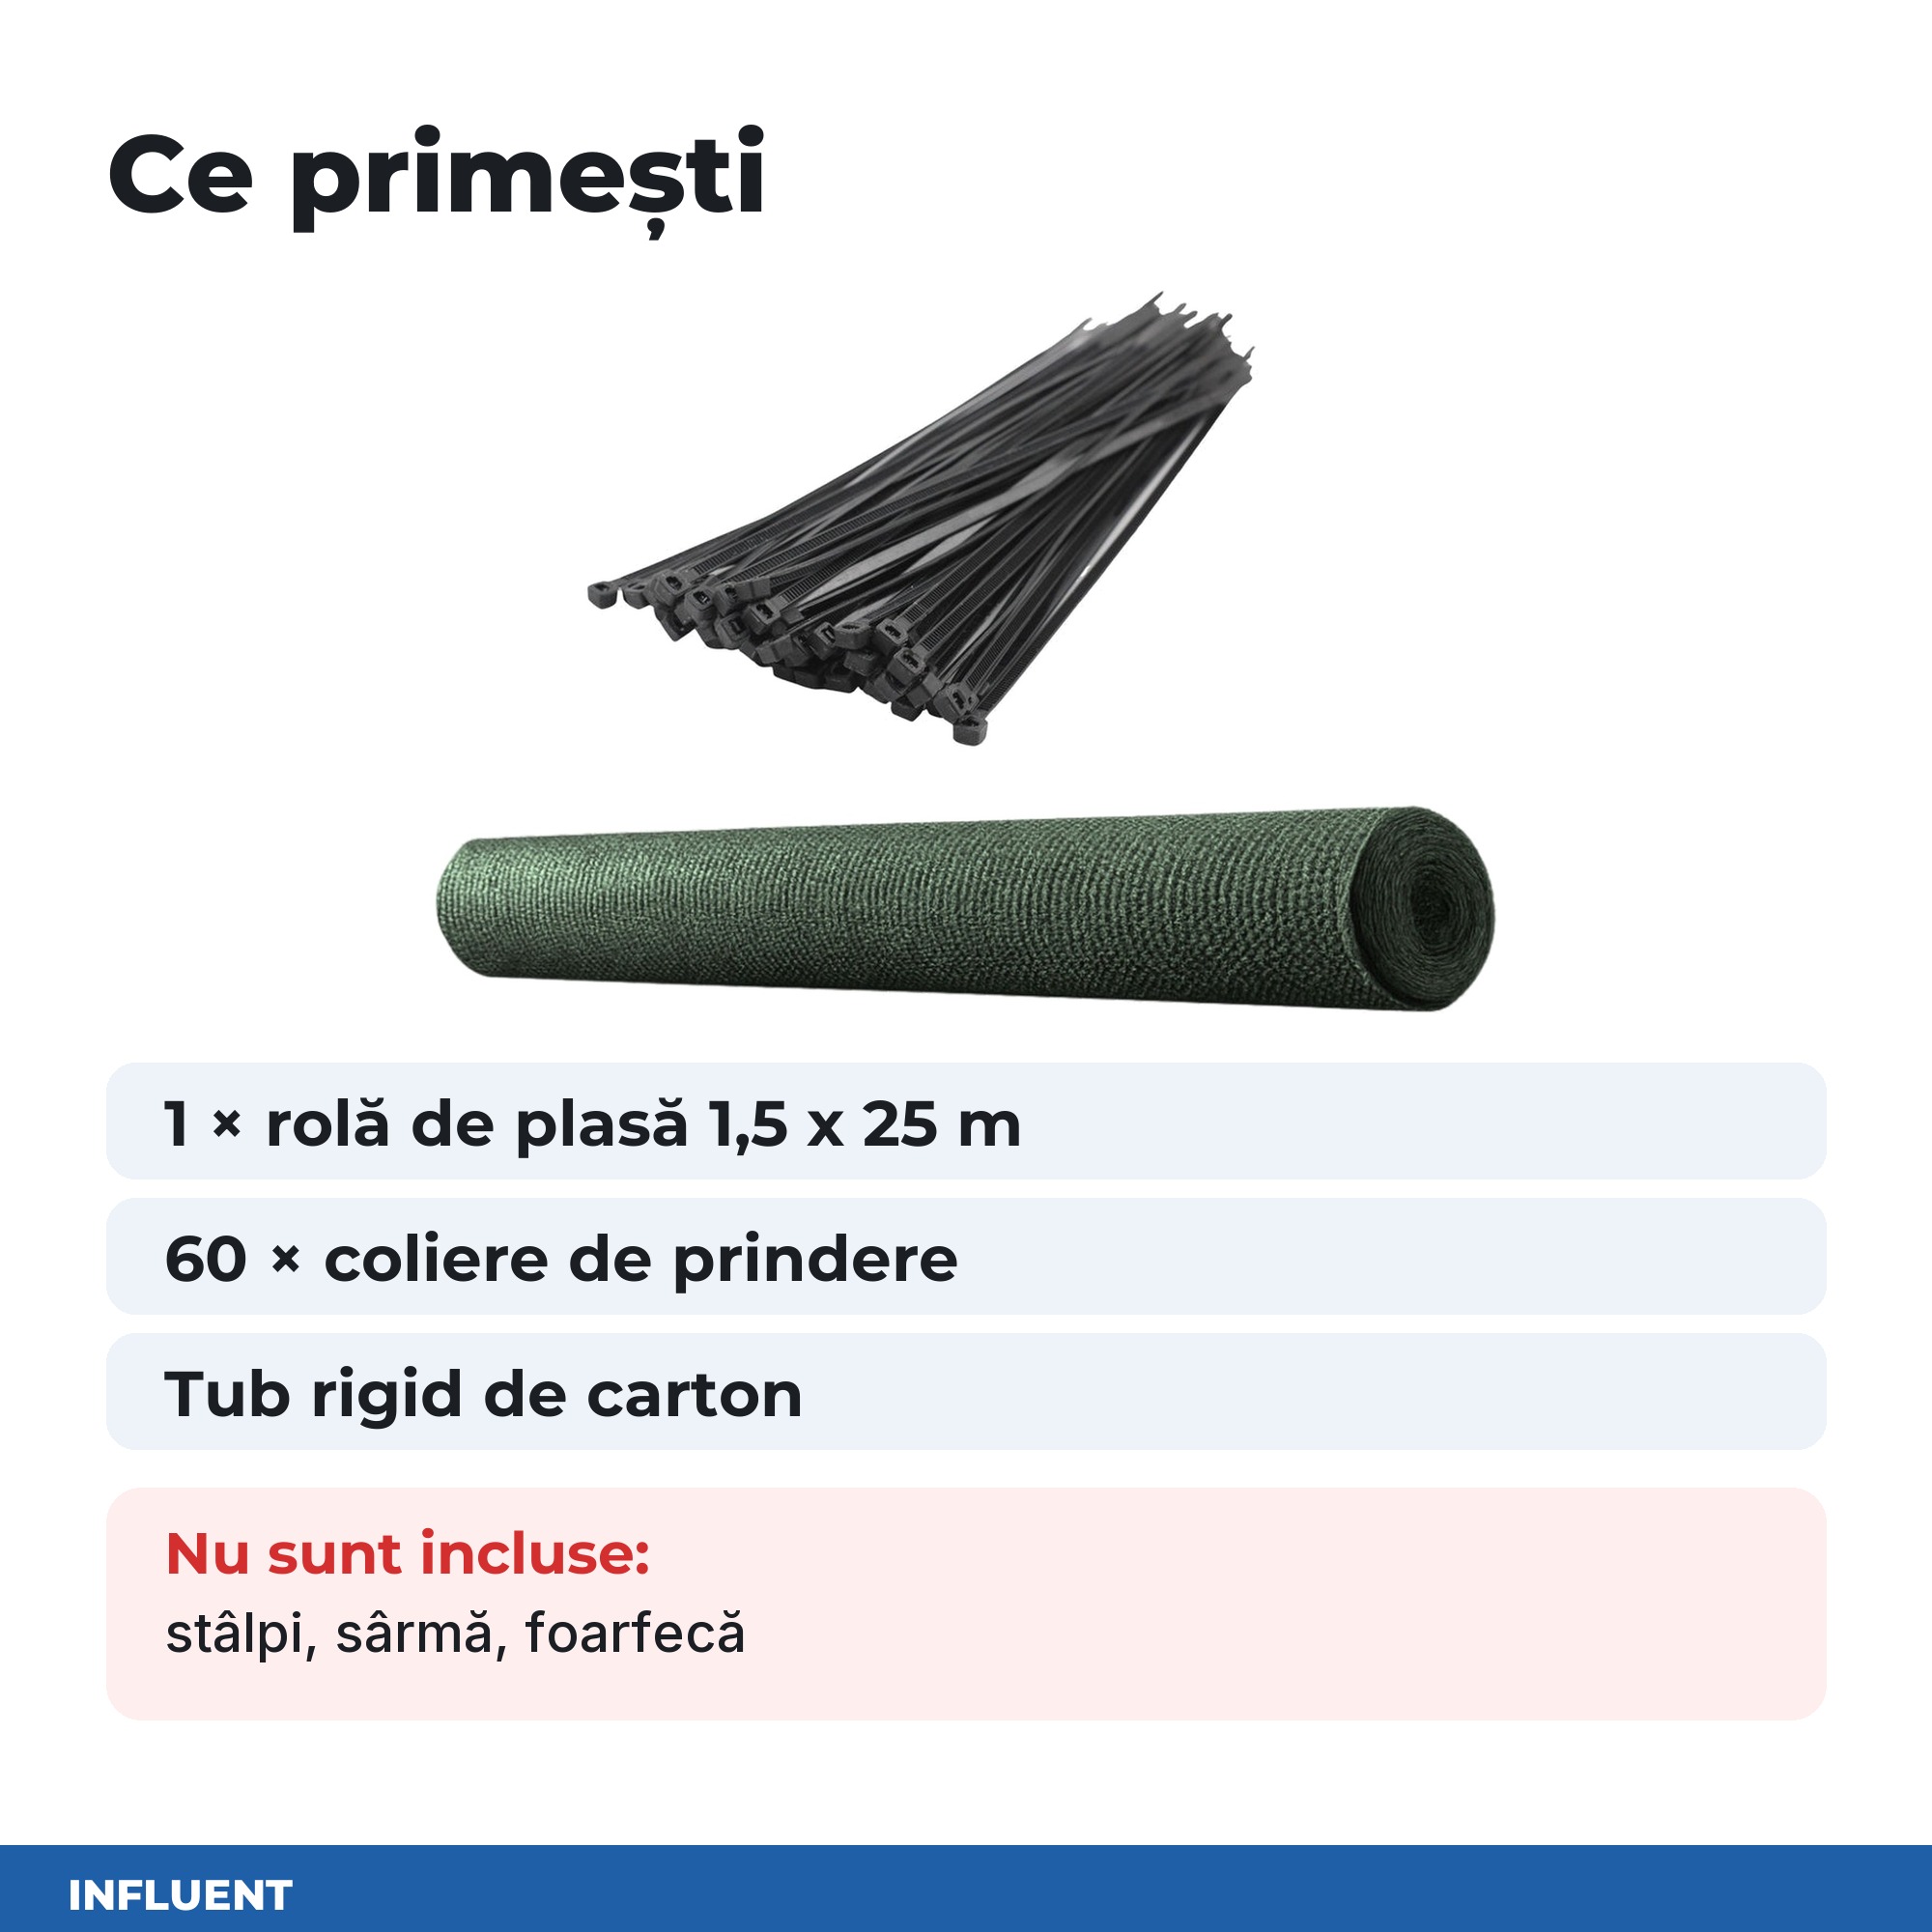 Ce primești
1 × rolă de plasă 1,5 x 25 m
60 × coliere de prindere
Tub rigid de carton
Nu sunt incluse:
stâlpi, sârmă, foarfecă
INFLUENT